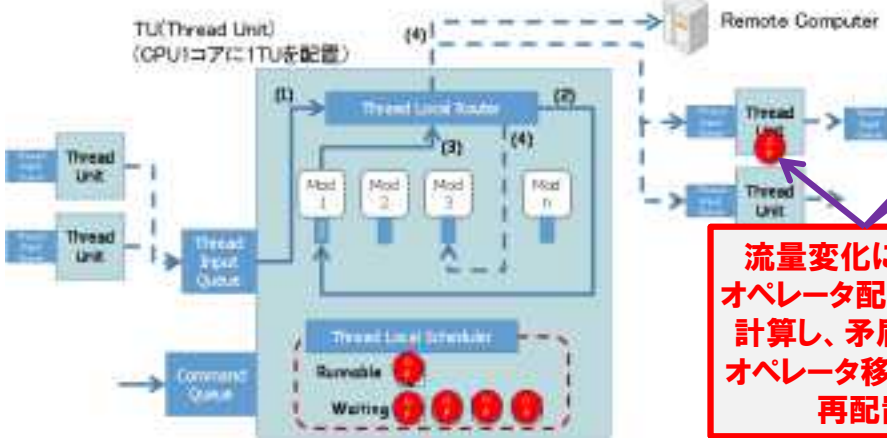 TU(Thread Unit)
(CPU1コアに1TUを配置)
(4)
Remote Computer
(1)
Thread Local Router
(2)
(3)
(4)
Thread
Unit
Thread
Unit
Thread
Input
Queue
Mod
1
Mod
2
Mod
3
Mod
n
Thread
Thread
Unit
Thread Local Scheduler
Runnable
Waiting
Command
Queue
流量変化に
オペレータ配
計算し、矛盾
オペレータ移
再配置